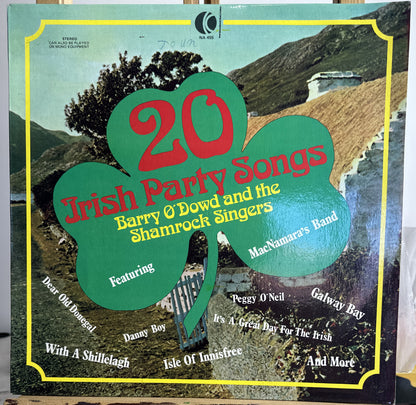 STEREO
CAN ALSO BE PLAYED
ON MONO EQUIPMENT
K
NA 495
20
Irish Party Songs
Barry O'Dowd and the
Shamrock Singers
Featuring
MacNamara's Band
Dear Old Donegal
Danny Boy
Peggy O'Neil
Galway Bay
It's A Great Day For The Irish
With A Shillelagh
Isle Of Innisfree
And More